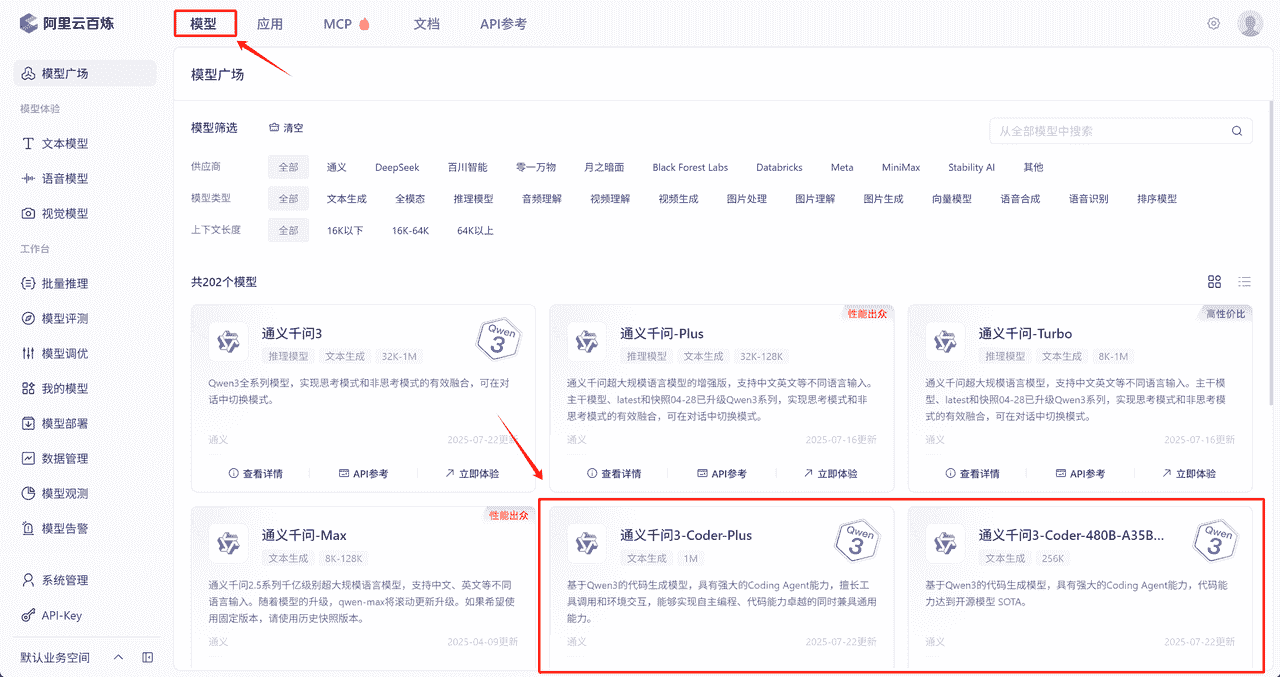 阿里云百炼
模型 应用 MCP 文档 API参考
模型广场
模型体验
文本模型
语音模型
视觉模型
工作台
批量推理
模型评测
模型调优
我的模型
模型部署
数据管理
模型观测
模型告警
系统管理
API-Key
默认业务空间
模型广场
模型筛选 清空
从全部模型中搜索
供应商 全部 通义 DeepSeek 百川智能 零一万物 月之暗面 Black Forest Labs Databricks Meta MiniMax Stability AI 其他
模型类型 全部 文本生成 全模态 推理模型 音频理解 视频理解 视频生成 图片处理 图片理解 图片生成 向量模型 语音合成 语音识别 排序模型
上下文长度 全部 16K以下 16K-64K 64K以上
共202个模型
通义千问3
Qwen
3
推理模型 文本生成 32K-1M
Qwen3全系列模型，实现思考模式和非思考模式的有效融合，可在对
话中切换模式。
通义 2025-07-22更新
查看详情 API参考 立即体验
性能出众
通义千问-Plus
推理模型 文本生成 32K-128K
通义千问超大规模语言模型的增强版，支持中文英文等不同语言输入。
主干模型、latest和快照04-28已升级Qwen3系列，实现思考模式和非
思考模式的有效融合，可在对话中切换模式。
通义 2025-07-16更新
查看详情 API参考 立即体验
高性价比
通义千问-Turbo
推理模型 文本生成 8K-1M
通义千问超大规模语言模型，支持中文英文等不同语言输入。主干模
型、latest和快照04-28已升级Qwen3系列，实现思考模式和非思考模
式的有效融合，可在对话中切换模式。
通义 2025-07-16更新
查看详情 API参考 立即体验
性能出众
通义千问-Max
文本生成 8K-128K
通义千问2.5系列千亿级别超大规模语言模型，支持中文、英文等不同
语言输入。随着模型的升级，qwen-max将滚动更新升级。如果希望使
用固定版本，请使用历史快照版本。
通义 2025-04-09更新
通义千问3-Coder-Plus
Qwen
3
文本生成 1M
基于Qwen3的代码生成模型，具有强大的Coding Agent能力，擅长工
具调用和环境交互，能够实现自主编程、代码能力卓越的同时兼具通用
能力。
通义 2025-07-22更新
通义千问3-Coder-480B-A35B...
Qwen
3
文本生成 256K
基于Qwen3的代码生成模型，具有强大的Coding Agent能力，代码能
力达到开源模型 SOTA。
通义 2025-07-22更新